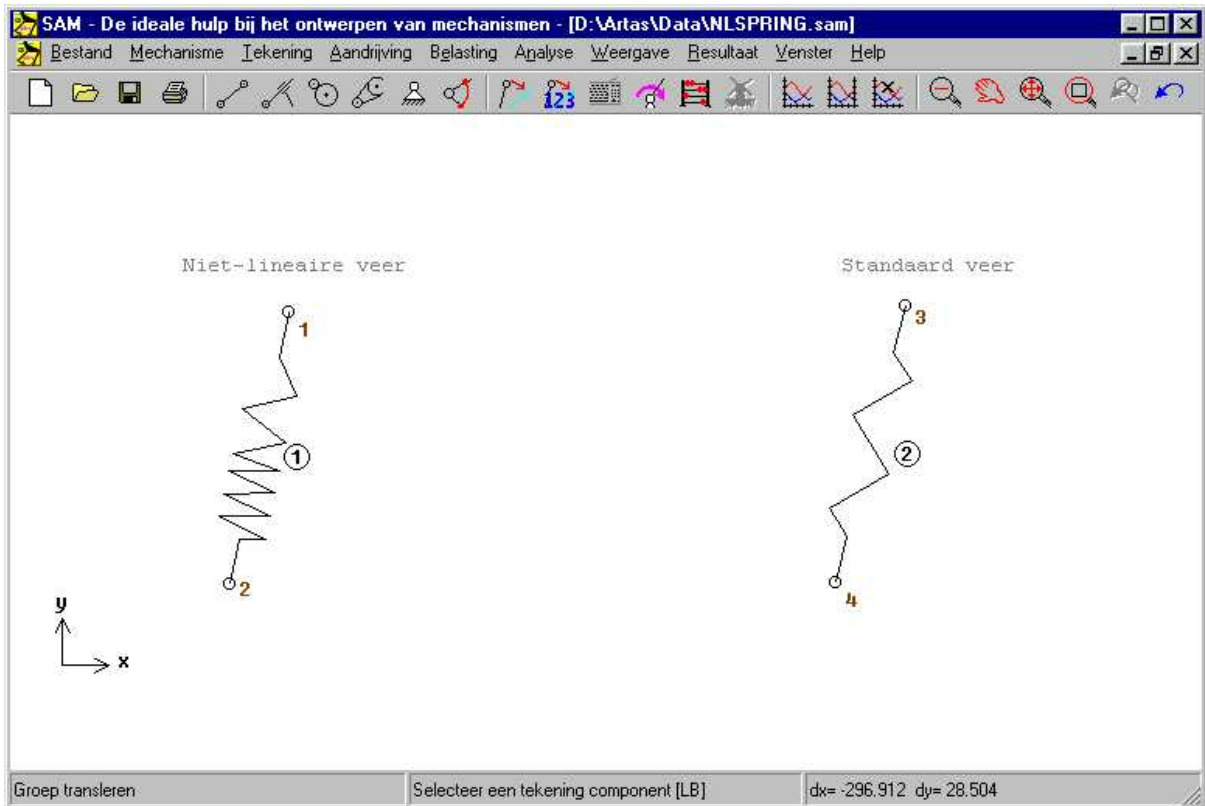 SAM - De ideale hulp bij het ontwerpen van mechanismen - [D:\Artas\Data\NLSPRING.sam]
Bestand Mechanisme Tekening Aandrijving Belasting Analyse Weergave Resultaat Venster Help
123
Niet-lineaire veer Standaard veer
1 3
1 2
2 4
y
x
Groep transleren Selecteer een tekening component [LB] dx= -296.912 dy= 28.504